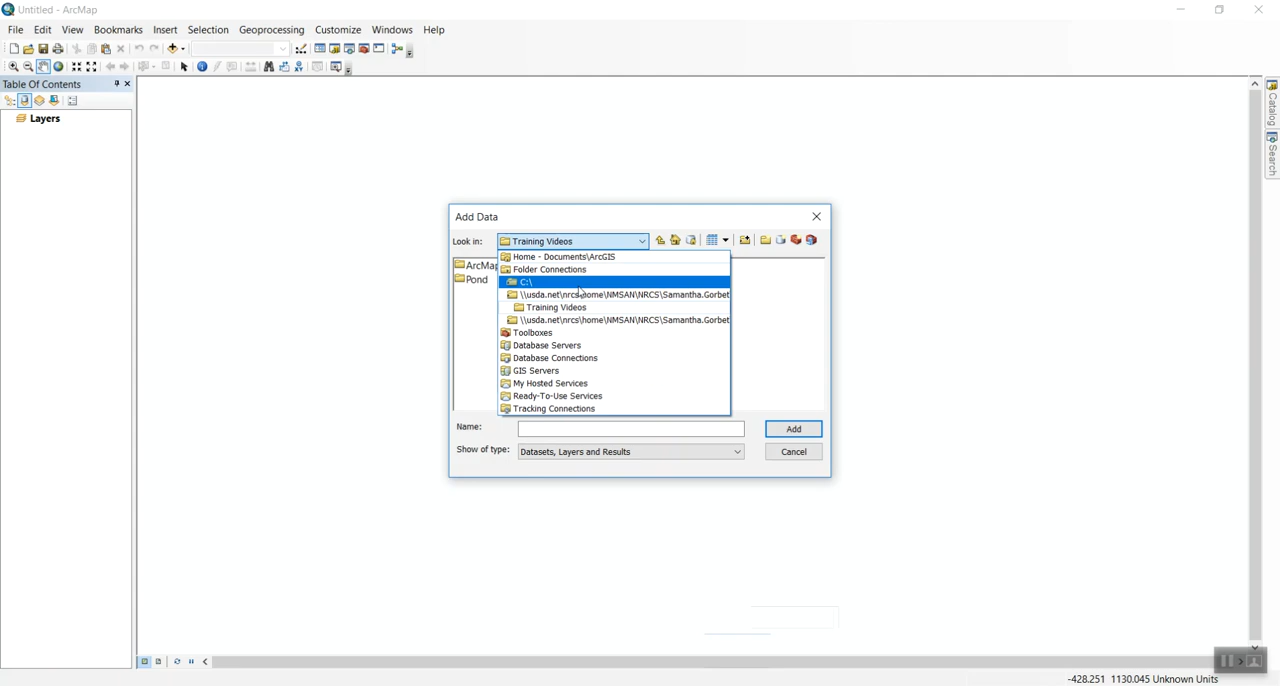 Untitled - ArcMap
File Edit View Bookmarks Insert Selection Geoprocessing Customize Windows Help
Table Of Contents
Layers
Catalog
Search
Add Data
Look in: Training Videos
ArcMap
Pond
Home - Documents\ArcGIS
Folder Connections
C:\
\\usda.net\nrcs\home\NMSAN\NRCS\Samantha.Gorbet
Training Videos
\\usda.net\nrcs\home\NMSAN\NRCS\Samantha.Gorbet
Toolboxes
Database Servers
Database Connections
GIS Servers
My Hosted Services
Ready-To-Use Services
Tracking Connections
Name: Add
Show of type: Datasets, Layers and Results Cancel
-428.251 1130.045 Unknown Units